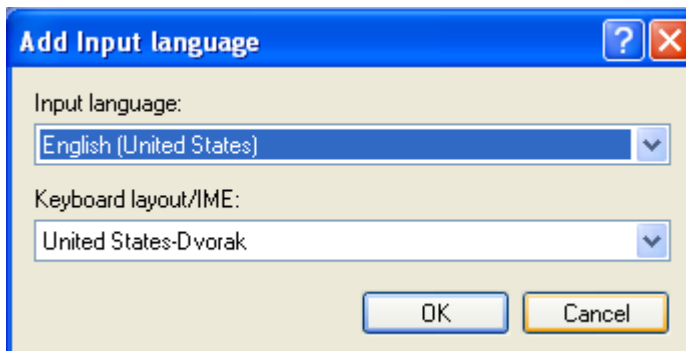 Add Input language
Input language:
English (United States)
Keyboard layout/IME:
United States-Dvorak
OK Cancel